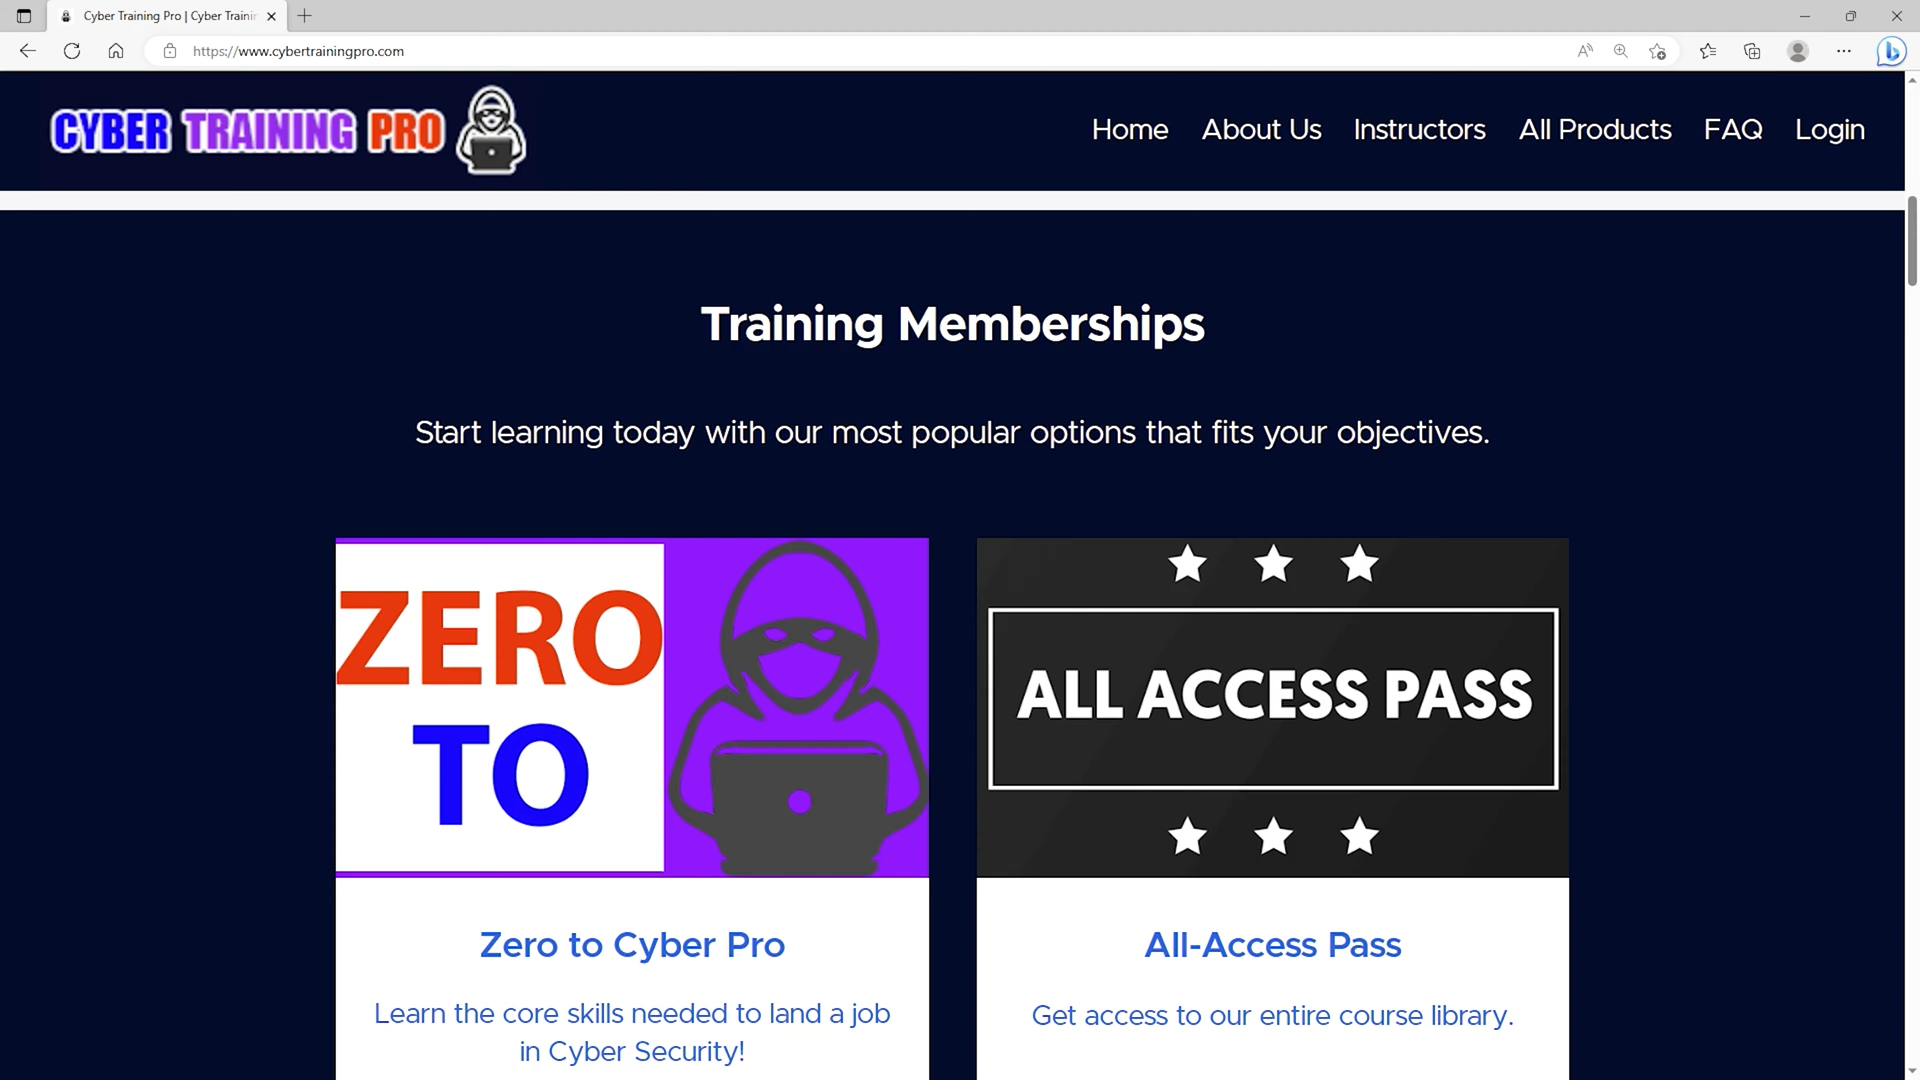 Cyber Training Pro | Cyber Traini
https://www.cybertrainingpro.com
CYBER TRAINING PRO
Home About Us Instructors All Products FAQ Login
Training Memberships
Start learning today with our most popular options that fits your objectives.
ZERO
TO
ALL ACCESS PASS
Zero to Cyber Pro
Learn the core skills needed to land a job
in Cyber Security!
All-Access Pass
Get access to our entire course library.